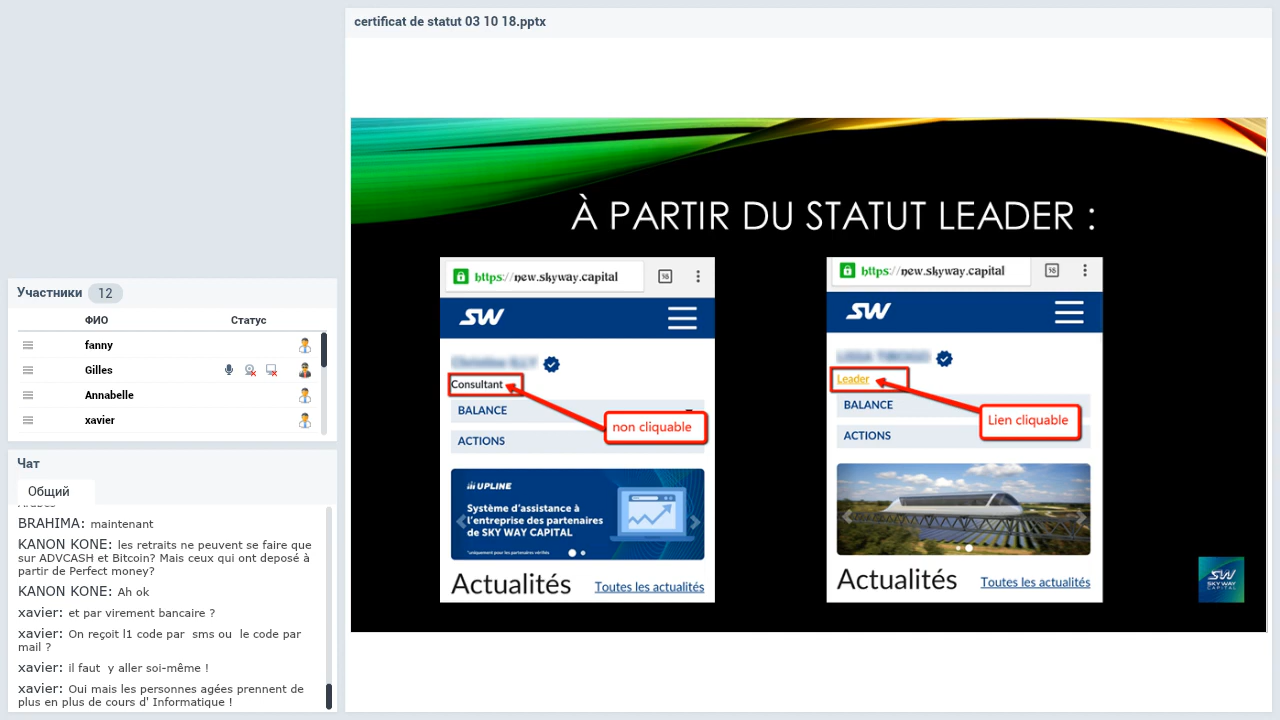 certificat de statut 03 10 18.pptx
Участники 12
ФИО Статус
fanny
Gilles
Annabelle
xavier
Чат
Общий
BRAHIMA: maintenant
KANON KONE: les retraits ne peuvent se faire que
sur ADVCASH et Bitcoin? Mais ceux qui ont deposé à
partir de Perfect money?
KANON KONE: Ah ok
xavier: et par virement bancaire ?
xavier: On reçoit l1 code par sms ou le code par
mail ?
xavier: il faut y aller soi-même !
xavier: Oui mais les personnes agées prennent de
plus en plus de cours d' Informatique !
À PARTIR DU STATUT LEADER :
https://new.skyway.capital
SW
Consultant
BALANCE
non cliquable
ACTIONS
UPLINE
Système d'assistance à
l'entreprise des partenaires
de SKY WAY CAPITAL
*uniquement pour les partenaires vérifiés
Actualités Toutes les actualités
https://new.skyway.capital
SW
Leader
BALANCE
Lien cliquable
ACTIONS
Actualités Toutes les actualités
SW
SKY WAY
CAPITAL